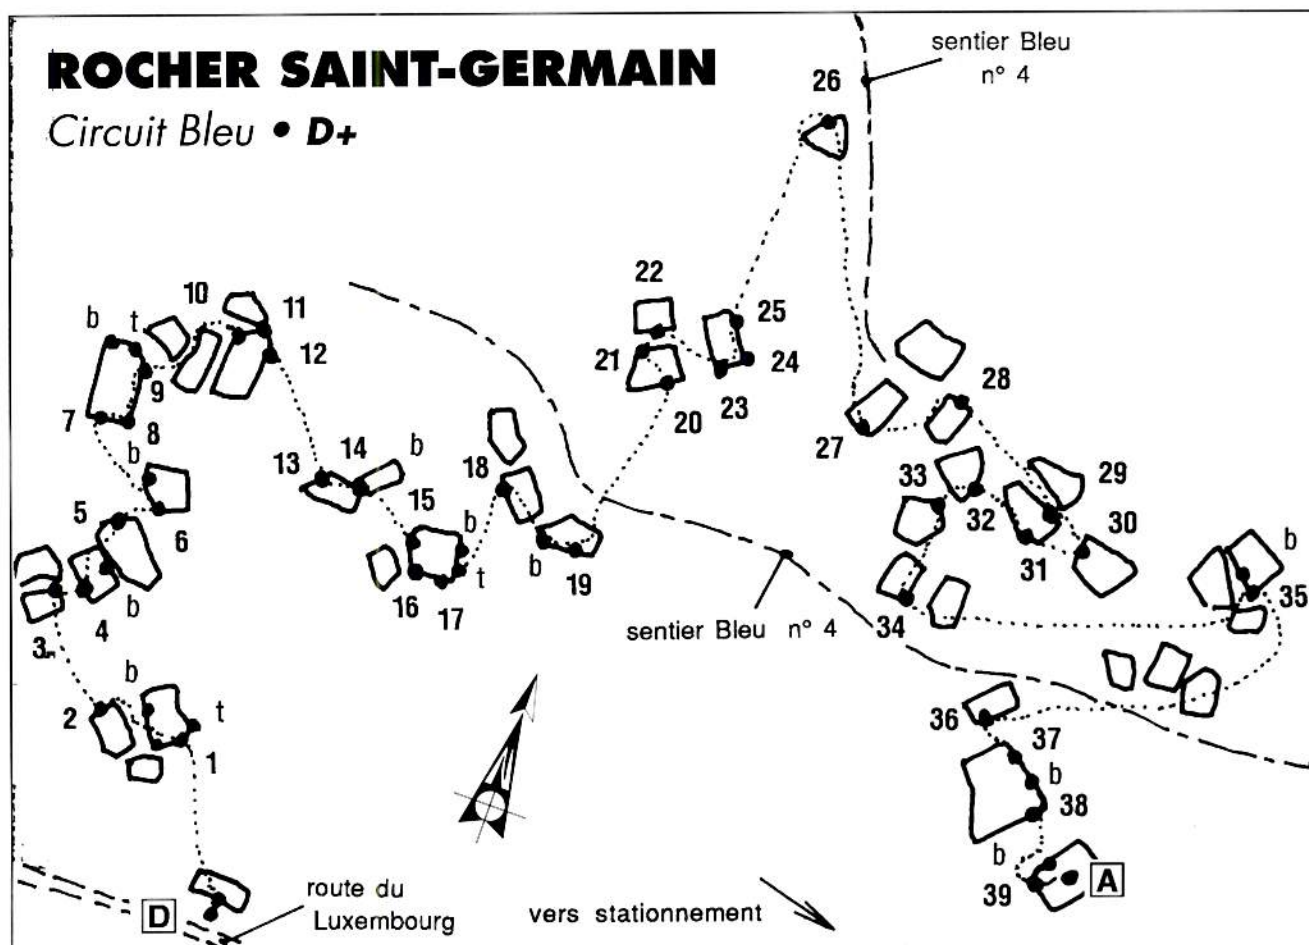 ROCHER SAINT-GERMAIN
Circuit Bleu • D+
sentier Bleu
n° 4
26
22
25
21
24
23
20
10
11
12
b
t
9
7
8
b
5
6
4
b
3
b
2
t
1
13
14
b
15
18
b
16
17
t
b
19
28
27
29
33
32
30
31
b
35
34
sentier Bleu n° 4
36
37
b
38
b
39
A
D
route du
Luxembourg
vers stationnement